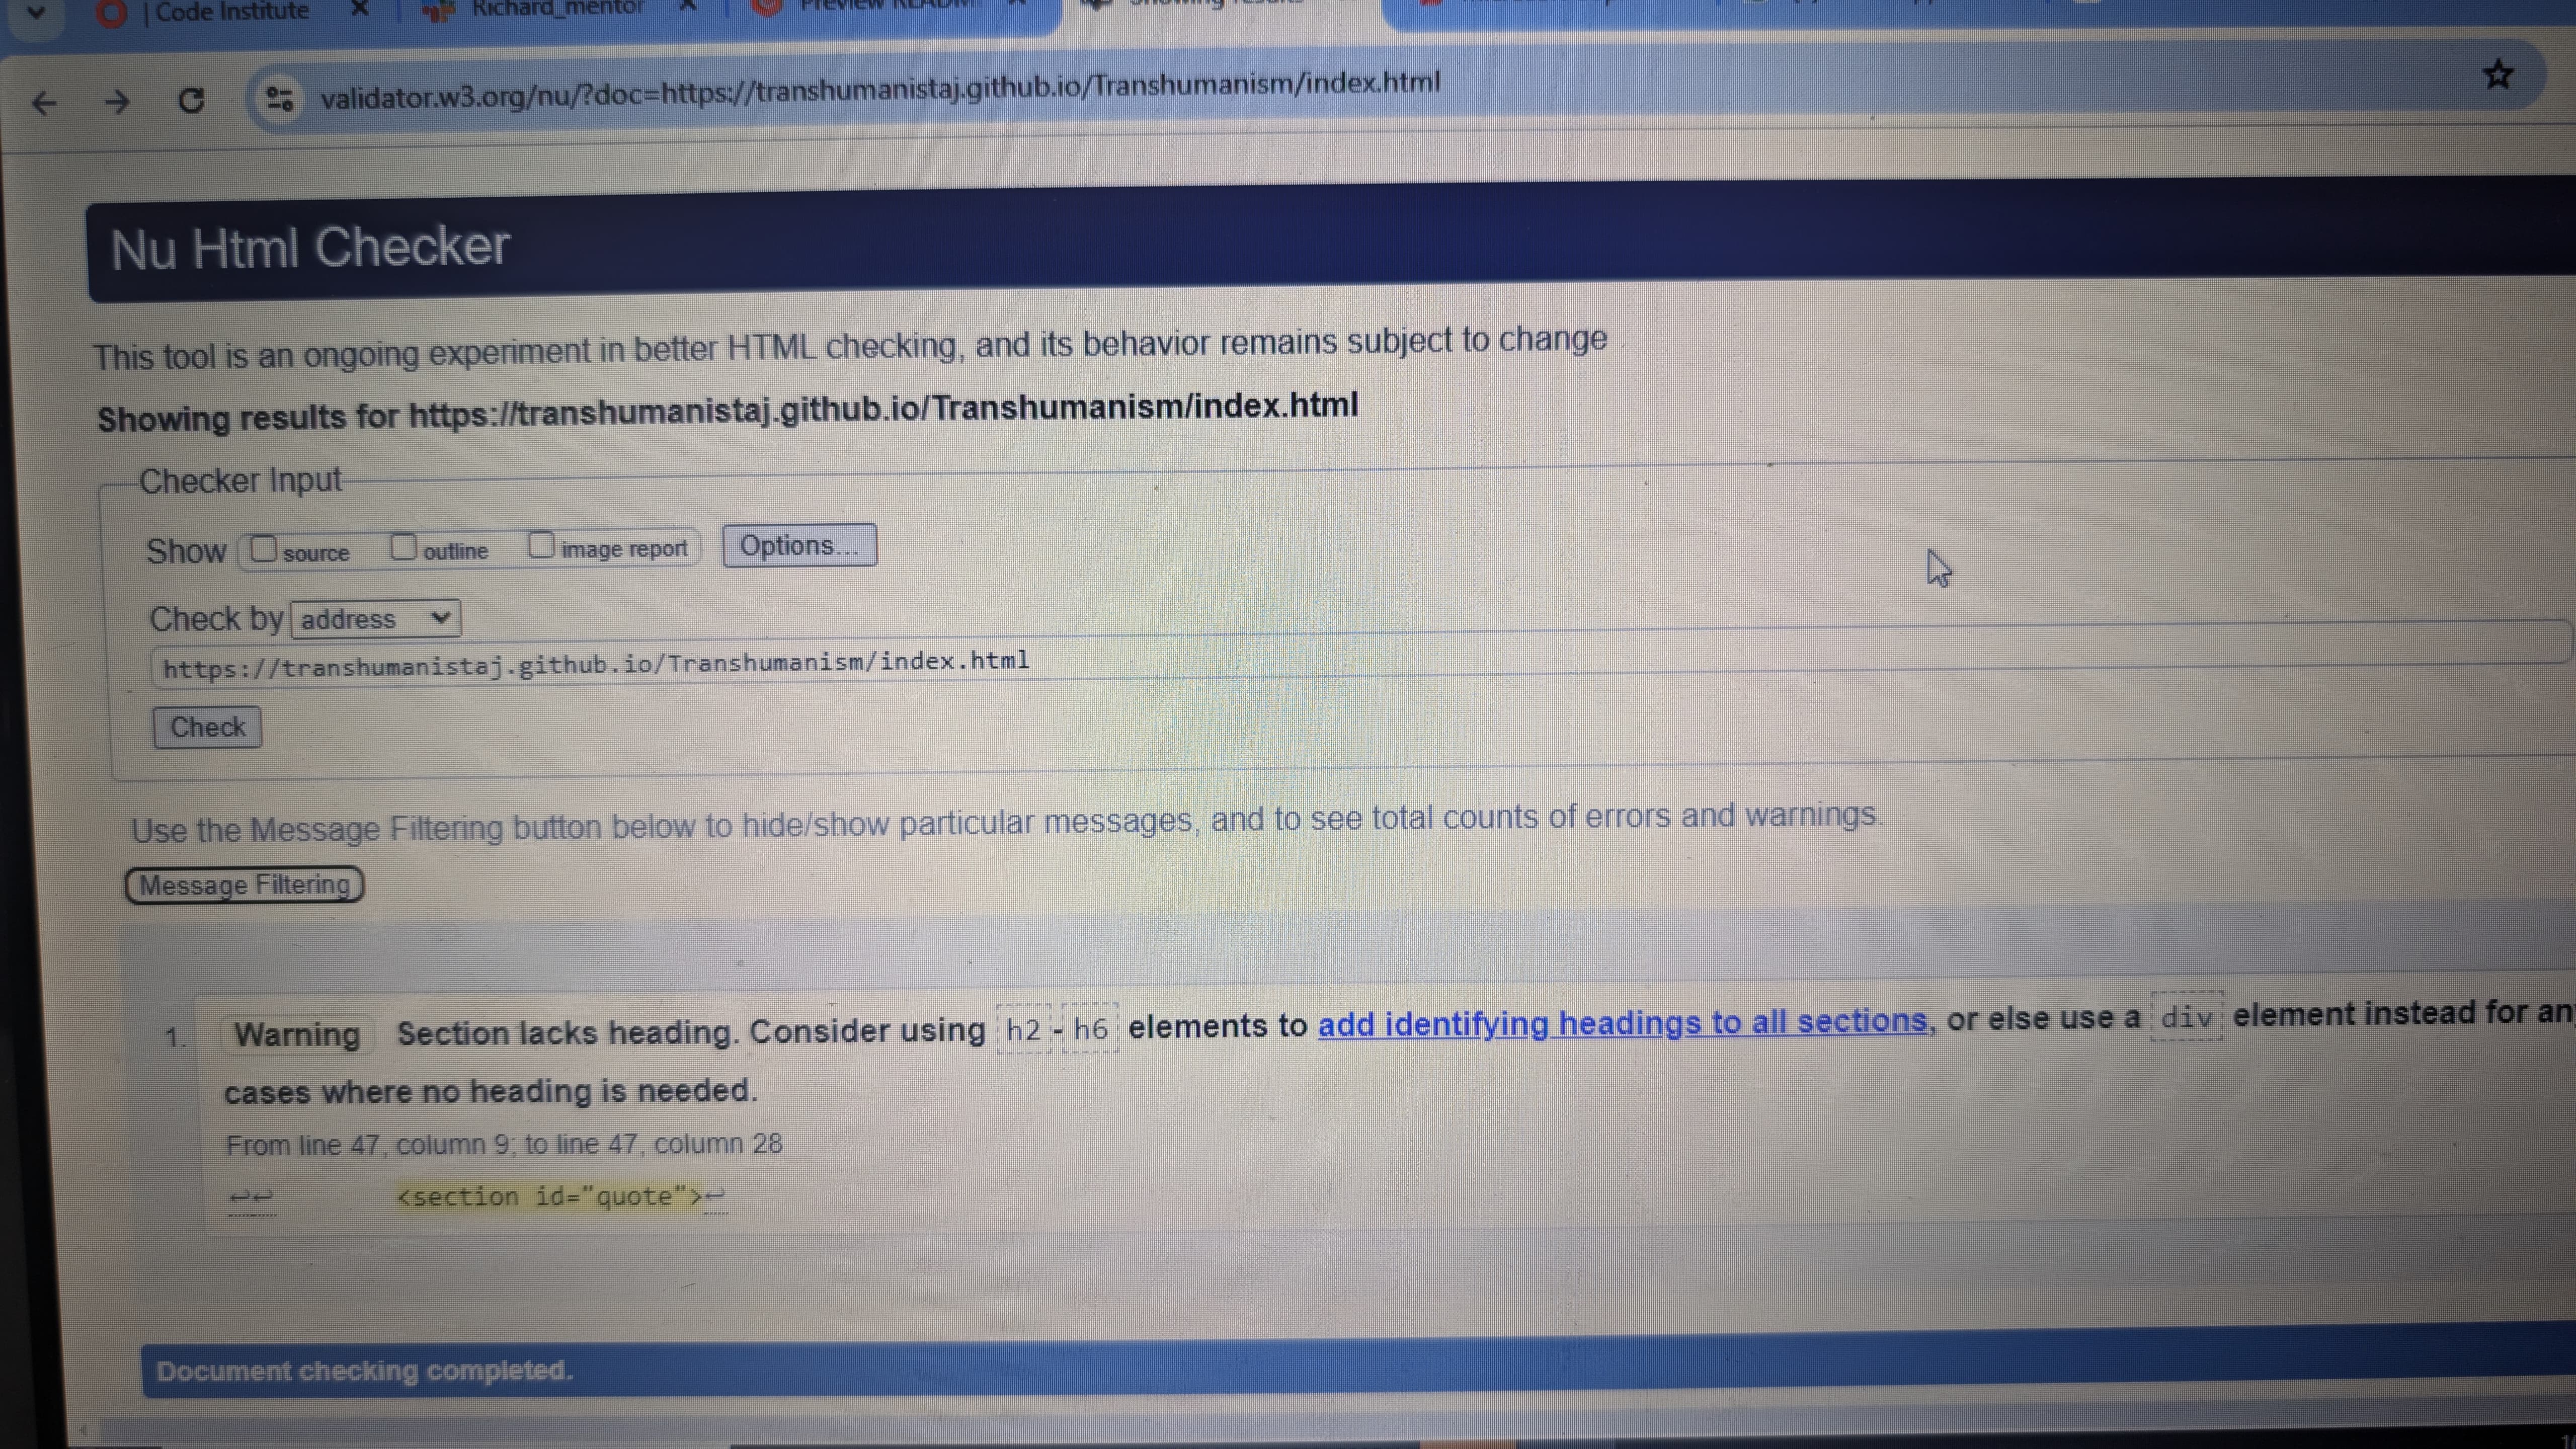 | Code Institute
Richard_mentor
Preview README
validator.w3.org/nu/?doc=https://transhumanistaj.github.io/Transhumanism/index.html
Nu Html Checker
This tool is an ongoing experiment in better HTML checking, and its behavior remains subject to change
Showing results for https://transhumanistaj.github.io/Transhumanism/index.html
Checker Input
Show source outline image report Options...
Check by address
https://transhumanistaj.github.io/Transhumanism/index.html
Check
Use the Message Filtering button below to hide/show particular messages, and to see total counts of errors and warnings.
Message Filtering
1. Warning Section lacks heading. Consider using h2-h6 elements to add identifying headings to all sections, or else use a div element instead for an
cases where no heading is needed.
From line 47, column 9; to line 47, column 28
↩↩ <section id="quote">↩
Document checking completed.